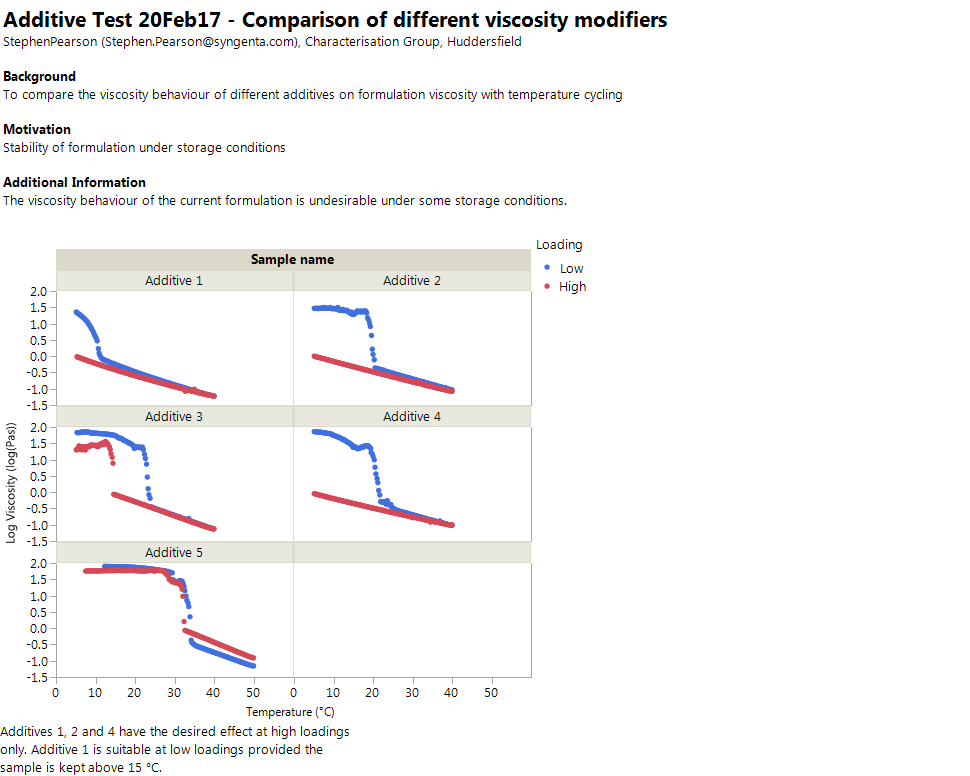 Additive Test 20Feb17 - Comparison of different viscosity modifiers
StephenPearson (Stephen.Pearson@syngenta.com), Characterisation Group, Huddersfield
Background
To compare the viscosity behaviour of different additives on formulation viscosity with temperature cycling
Motivation
Stability of formulation under storage conditions
Additional Information
The viscosity behaviour of the current formulation is undesirable under some storage conditions.
Loading
Low
High
Sample name
Additive 1
Additive 2
2.0
1.5
1.0
0.5
0.0
-0.5
-1.0
-1.5
Additive 3
Additive 4
2.0
1.5
1.0
0.5
0.0
-0.5
-1.0
-1.5
Additive 5
2.0
1.5
1.0
0.5
0.0
-0.5
-1.0
-1.5
Log Viscosity (log(Pas))
0 10 20 30 40 50 0 10 20 30 40 50
Temperature (°C)
Additives 1, 2 and 4 have the desired effect at high loadings
only. Additive 1 is suitable at low loadings provided the
sample is kept above 15 °C.